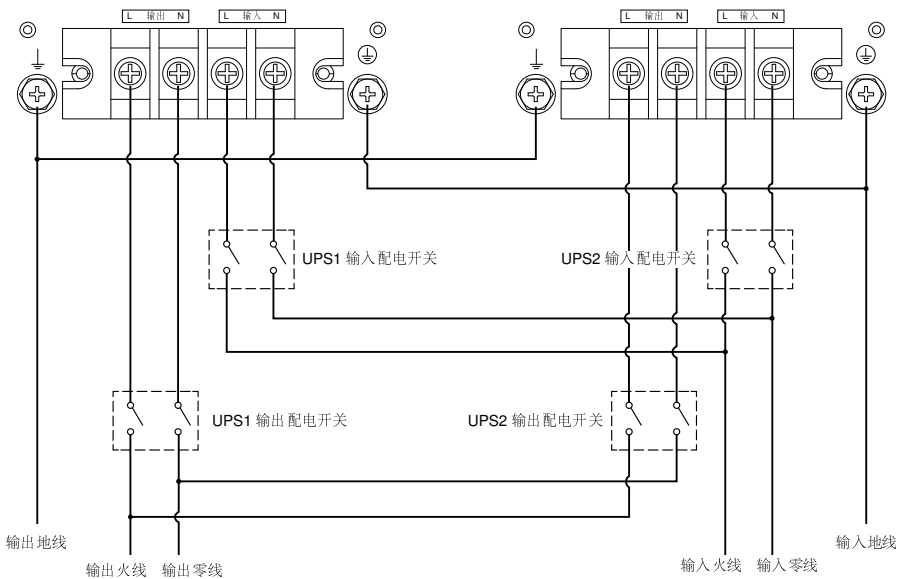 L 输出 N L 输入 N
L 输出 N L 输入 N
UPS1 输入配电开关
UPS2 输入配电开关
UPS1 输出配电开关
UPS2 输出配电开关
输出地线
输入地线
输出火线 输出零线
输入火线 输入零线